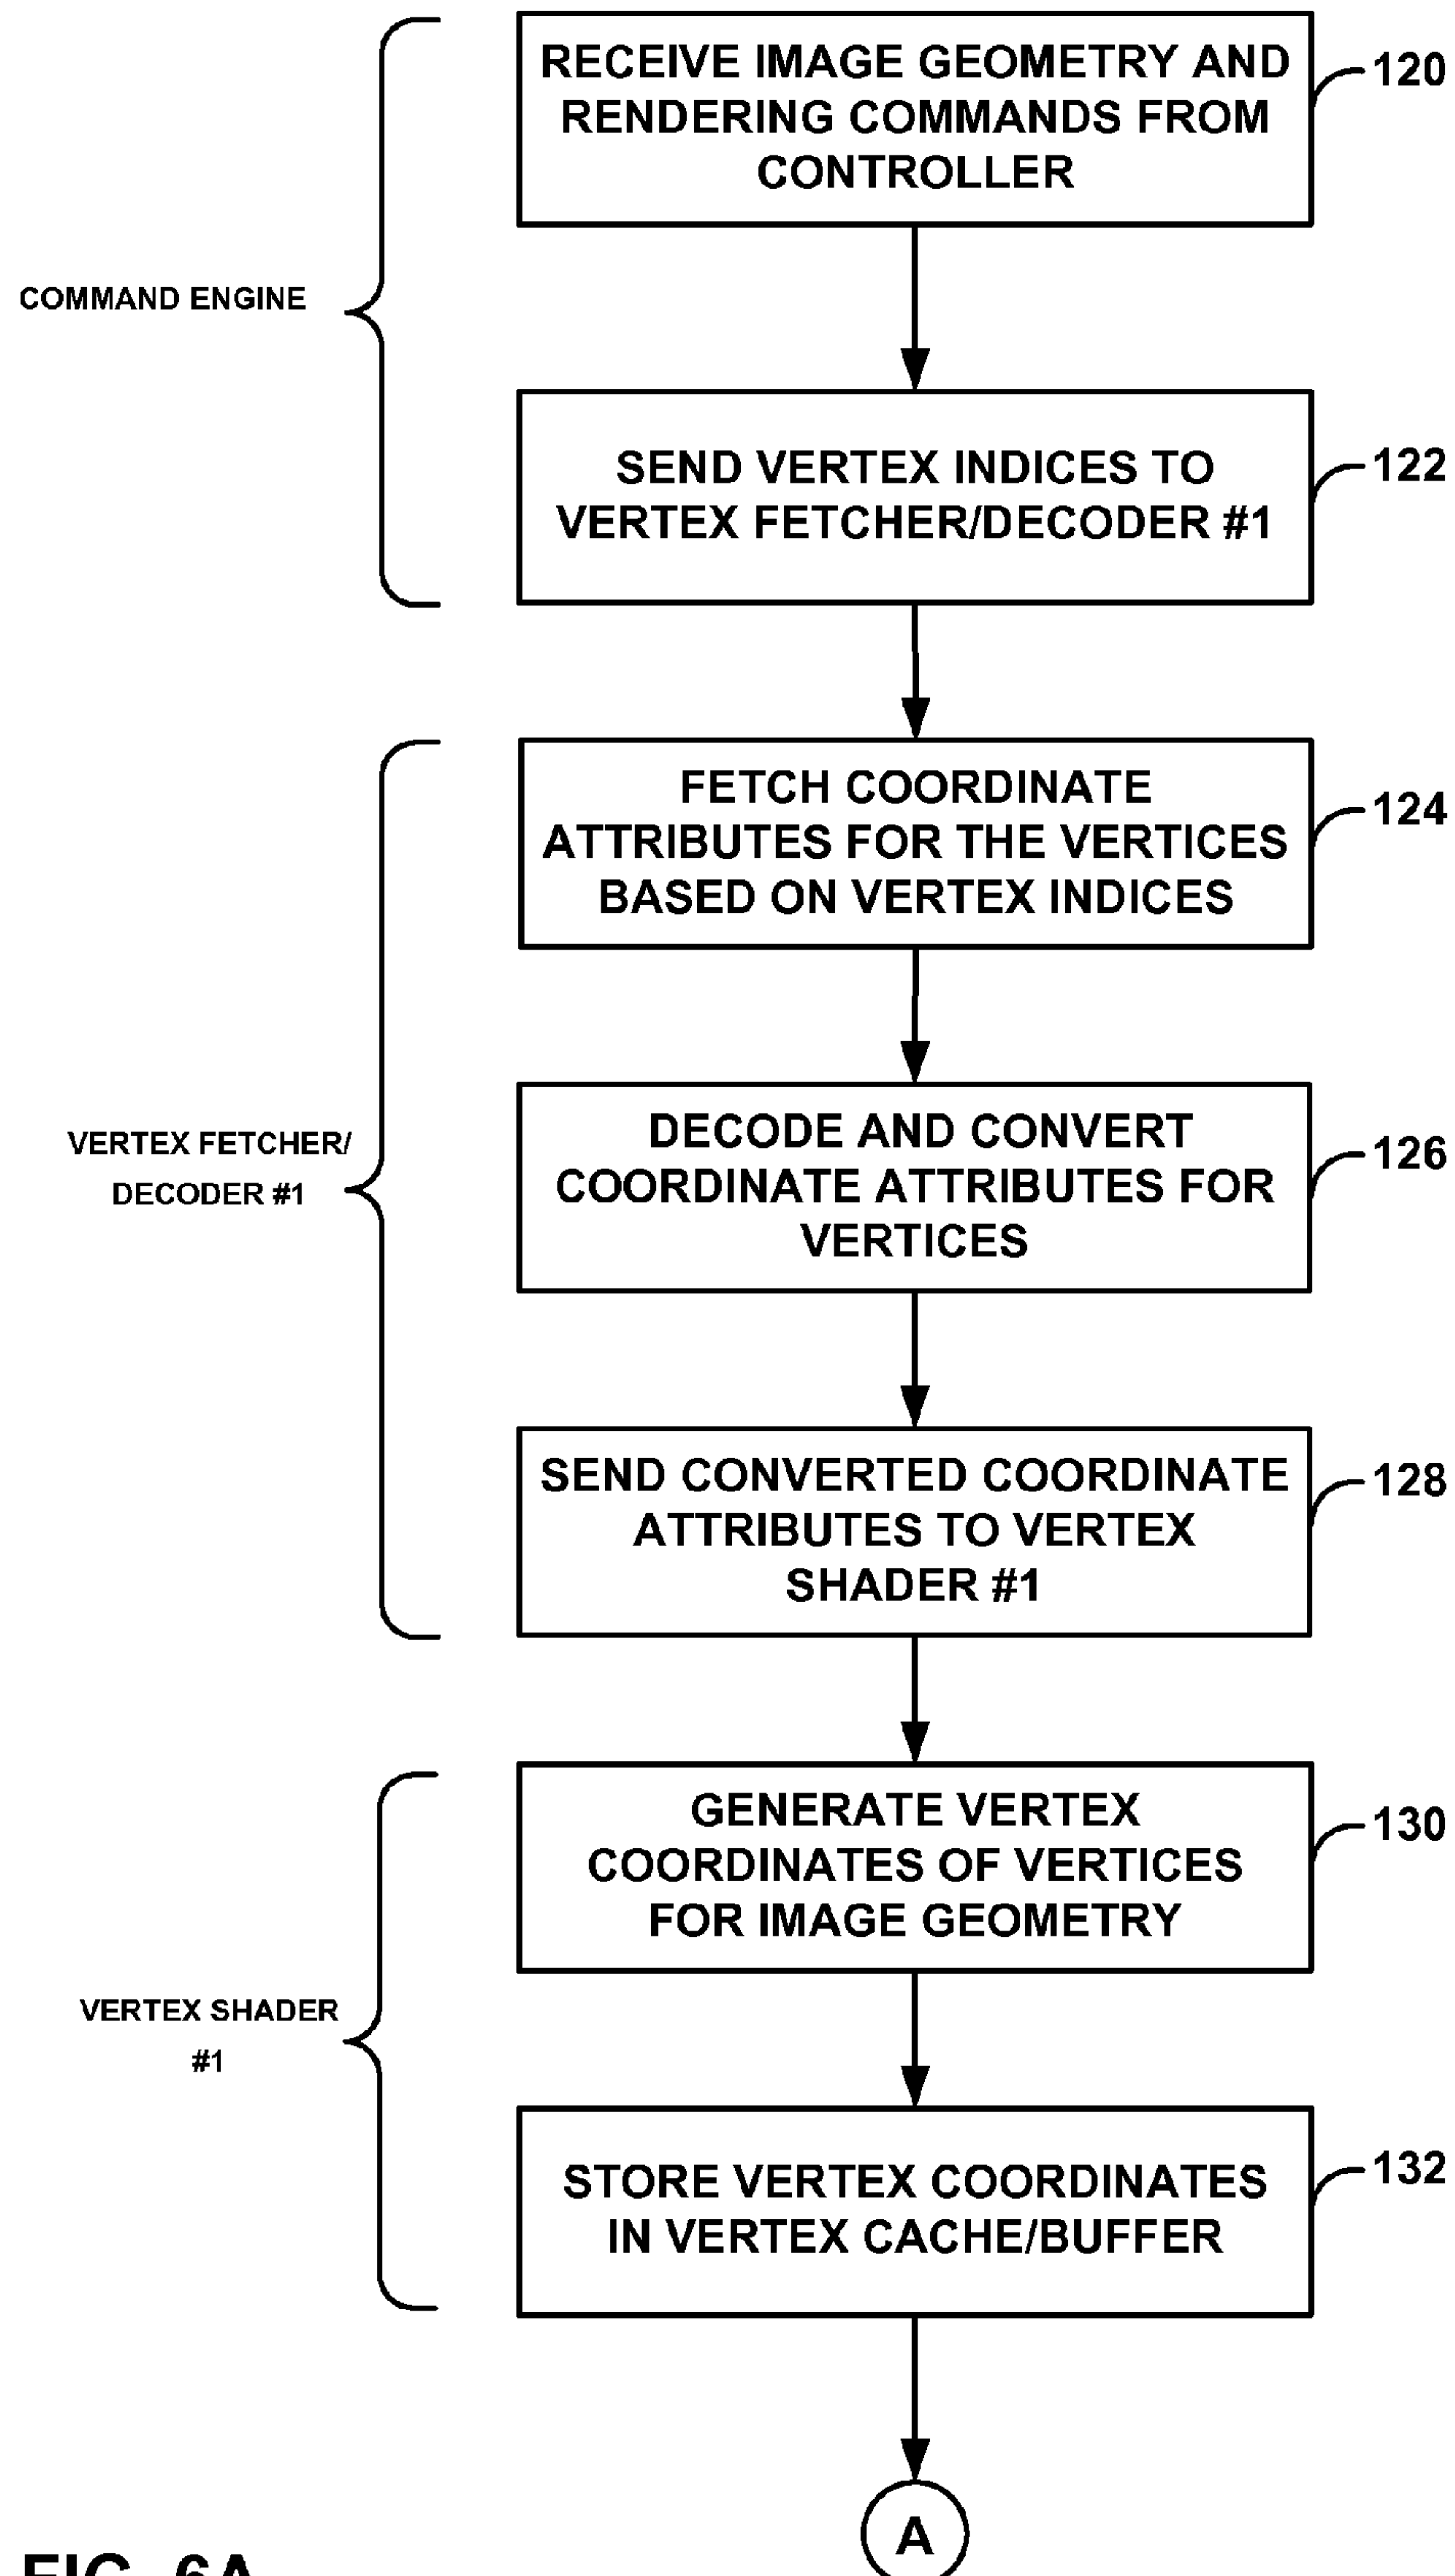 RECEIVE IMAGE GEOMETRY AND
RENDERING COMMANDS FROM
CONTROLLER
120
COMMAND ENGINE
SEND VERTEX INDICES TO
VERTEX FETCHER/DECODER #1
122
FETCH COORDINATE
ATTRIBUTES FOR THE VERTICES
BASED ON VERTEX INDICES
124
VERTEX FETCHER/
DECODER #1
DECODE AND CONVERT
COORDINATE ATTRIBUTES FOR
VERTICES
126
SEND CONVERTED COORDINATE
ATTRIBUTES TO VERTEX
SHADER #1
128
GENERATE VERTEX
COORDINATES OF VERTICES
FOR IMAGE GEOMETRY
130
VERTEX SHADER
#1
STORE VERTEX COORDINATES
IN VERTEX CACHE/BUFFER
132
A
FIG. 6A